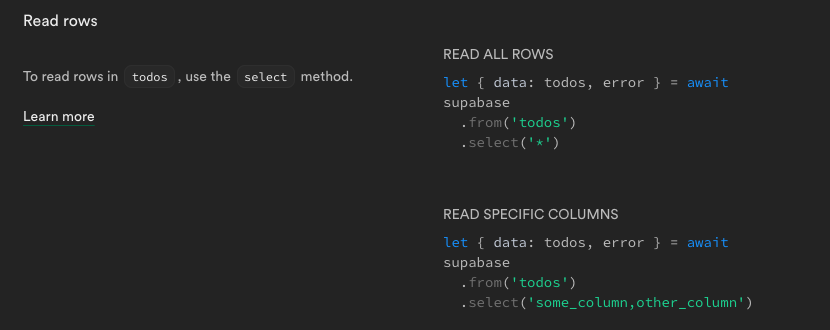 Read rows
To read rows in todos, use the select method.
Learn more
READ ALL ROWS
let { data: todos, error } = await
supabase
  .from('todos')
  .select('*')
READ SPECIFIC COLUMNS
let { data: todos, error } = await
supabase
  .from('todos')
  .select('some_column,other_column')